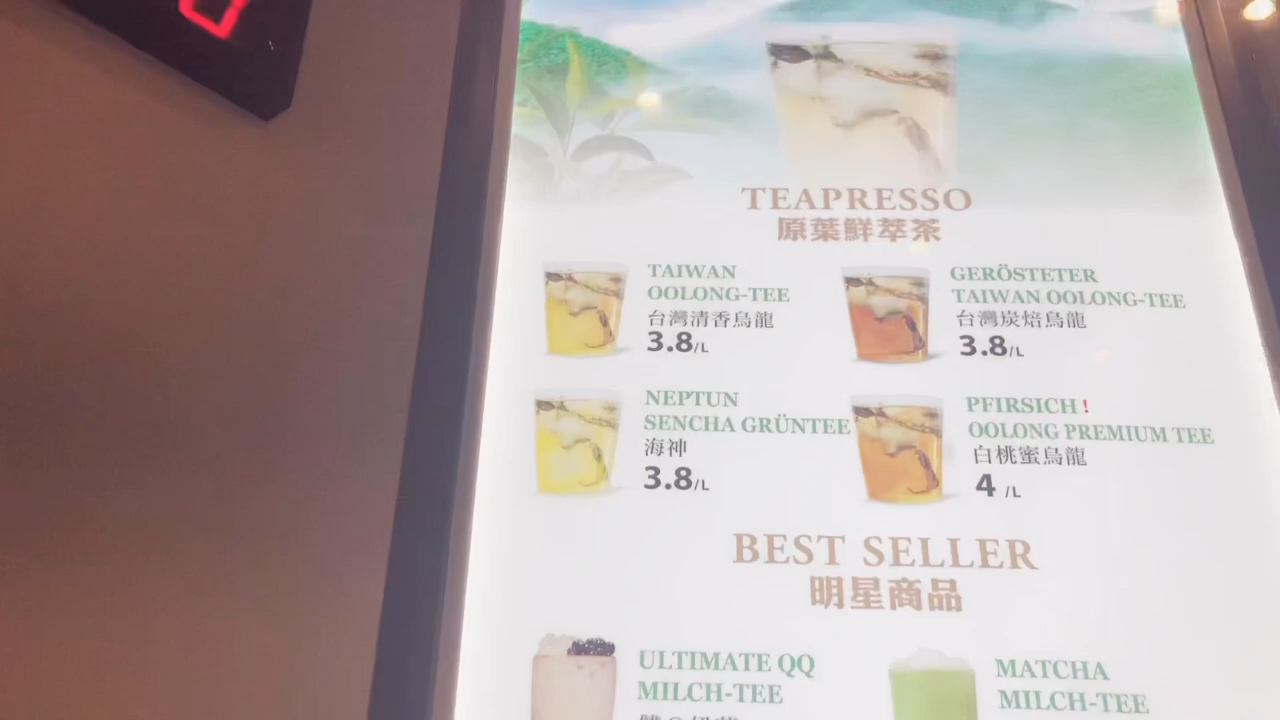 TEAPRESSO
原葉鮮萃茶
TAIWAN
OOLONG-TEE
台灣清香烏龍
3.8/L
GERÖSTETER
TAIWAN OOLONG-TEE
台灣炭焙烏龍
3.8/L
NEPTUN
SENCHA GRÜNTEE
海神
3.8/L
PFIRSICH!
OOLONG PREMIUM TEE
白桃蜜烏龍
4 /L
BEST SELLER
明星商品
ULTIMATE QQ
MILCH-TEE
MATCHA
MILCH-TEE